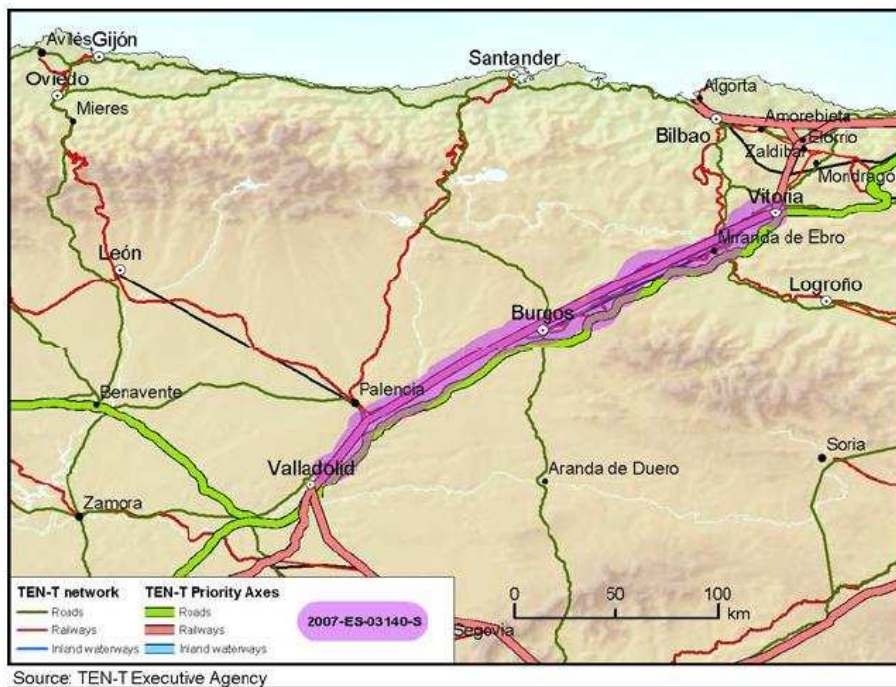 Avilés
Gijón
Oviedo
Mieres
Santander
Algorta
Amorebieta
Bilbao
Elorrio
Zaldibar
Mondrago
Vitoria
León
Miranda de Ebro
Logroño
Burgos
Benavente
Palencia
Soria
Valladolid
Aranda de Duero
Zamora
TEN-T network
Roads
Railways
Inland waterways
TEN-T Priority Axes
Roads
Railways
Inland waterways
2007-ES-03140-S
0 50 100
km
Segovia
Source: TEN-T Executive Agency